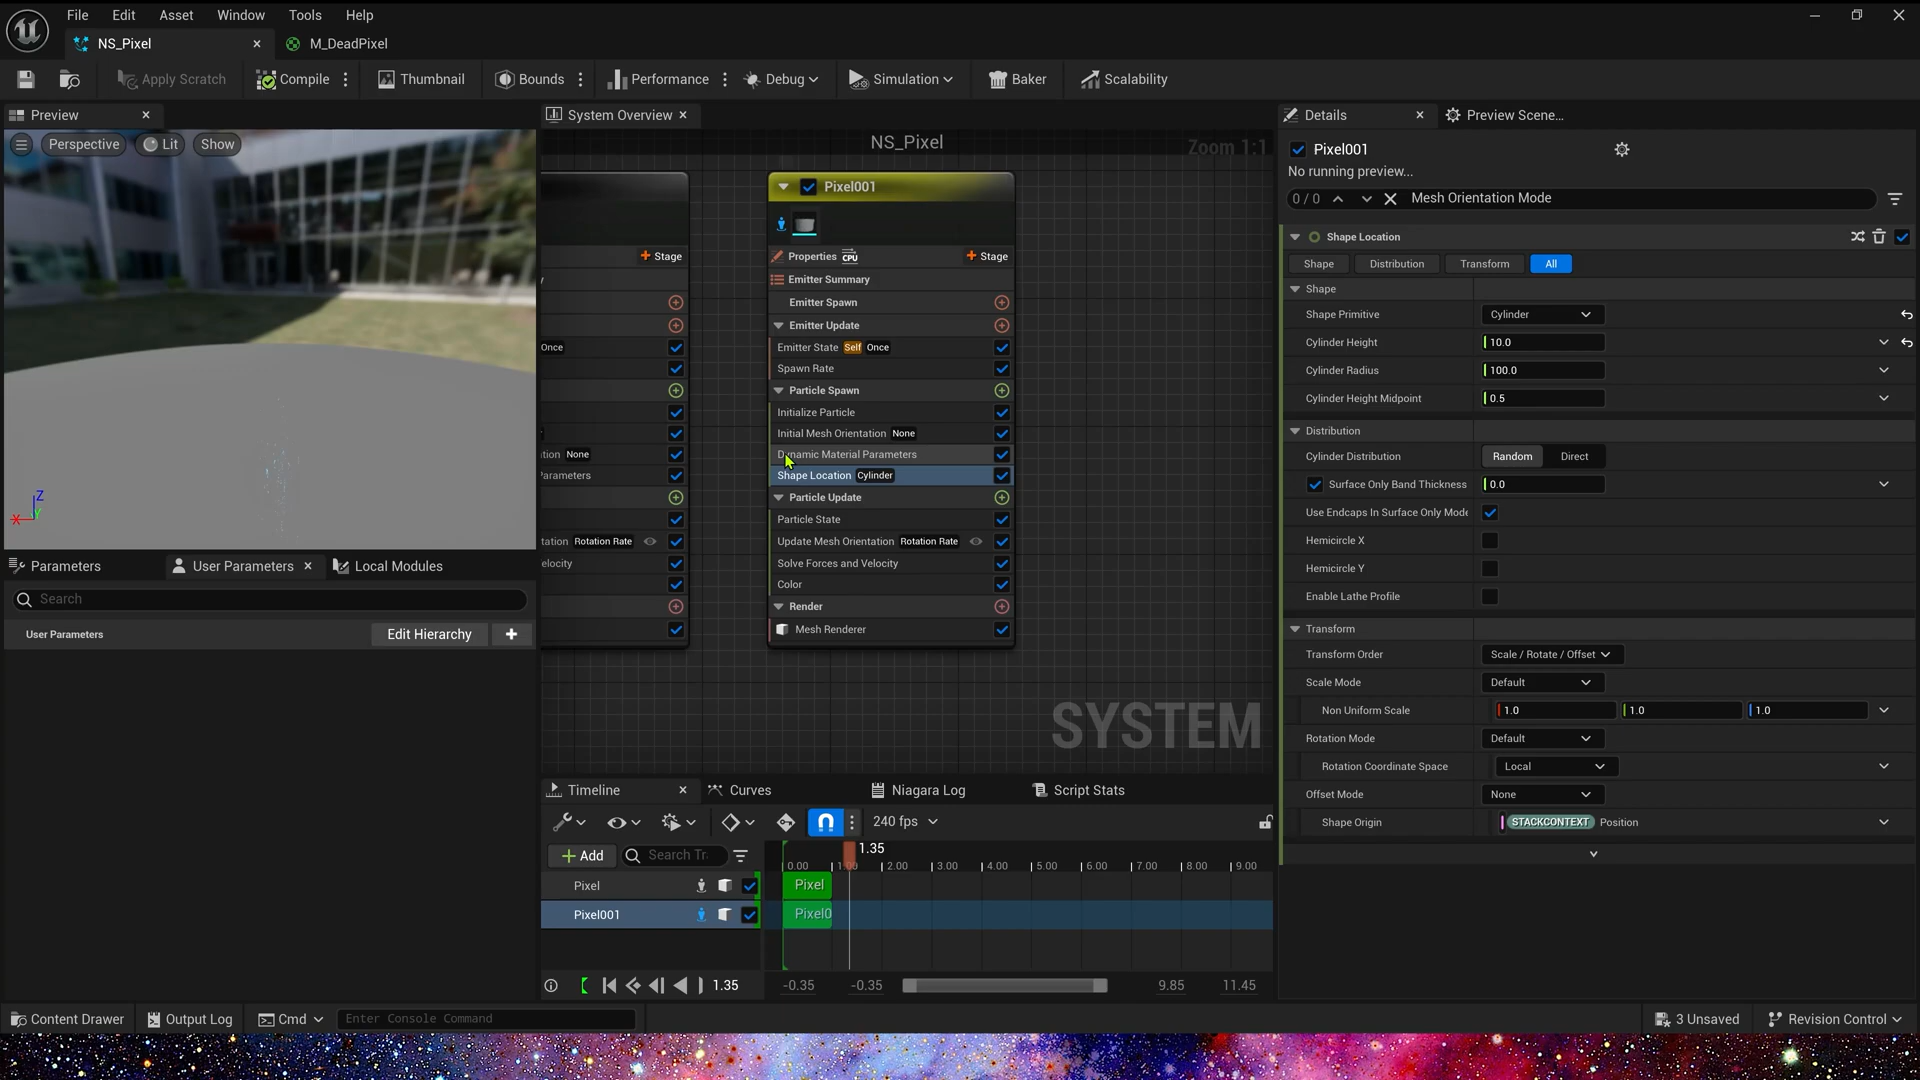 File Edit Asset Window Tools Help
NS_Pixel M_DeadPixel
Apply Scratch Compile Thumbnail Bounds Performance Debug Simulation Baker Scalability
Preview
Perspective Lit Show
Z
Y
X
System Overview
NS_Pixel
Zoom 1:1
Stage
Once
tion None
Parameters
tation Rotation Rate
elocity
Pixel001
Properties CPU Stage
Emitter Summary
Emitter Spawn
Emitter Update
Emitter State Self Once
Spawn Rate
Particle Spawn
Initialize Particle
Initial Mesh Orientation None
Dynamic Material Parameters
Shape Location Cylinder
Particle Update
Particle State
Update Mesh Orientation Rotation Rate
Solve Forces and Velocity
Color
Render
Mesh Renderer
SYSTEM
Parameters User Parameters Local Modules
Search
User Parameters Edit Hierarchy
Timeline Curves Niagara Log Script Stats
240 fps
Add Search Tr
1.35
0.00 1.00 2.00 3.00 4.00 5.00 6.00 7.00 8.00 9.00
Pixel Pixel
Pixel001 Pixel0
1.35 -0.35 -0.35 9.85 11.45
Details Preview Scene...
Pixel001
No running preview...
0 / 0 Mesh Orientation Mode
Shape Location
Shape Distribution Transform All
Shape
Shape Primitive Cylinder
Cylinder Height 10.0
Cylinder Radius 100.0
Cylinder Height Midpoint 0.5
Distribution
Cylinder Distribution Random Direct
Surface Only Band Thickness 0.0
Use Endcaps In Surface Only Mode
Hemicircle X
Hemicircle Y
Enable Lathe Profile
Transform
Transform Order Scale / Rotate / Offset
Scale Mode Default
Non Uniform Scale 1.0 1.0 1.0
Rotation Mode Default
Rotation Coordinate Space Local
Offset Mode None
Shape Origin STACKCONTEXT Position
Content Drawer Output Log Cmd Enter Console Command 3 Unsaved Revision Control